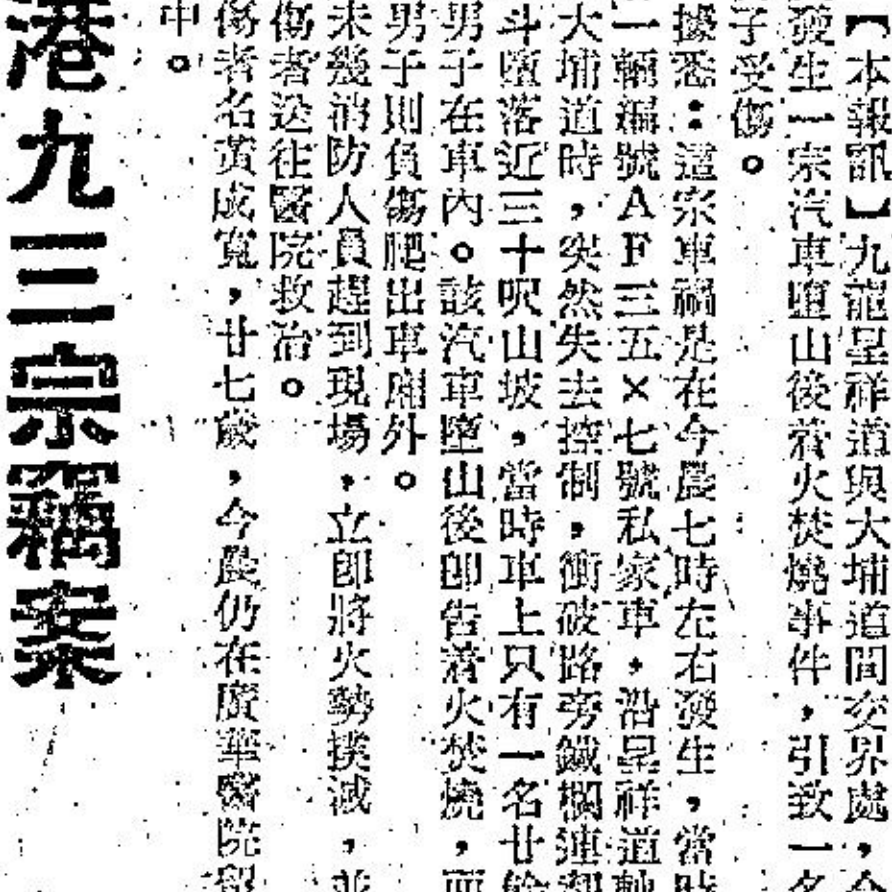 【本報訊】九龍呈祥道與大埔道間交界處，今
發生一宗汽車墮山後着火焚燒事件，引致一名
子受傷。
據悉：這宗車禍是在今晨七時左右發生，當時
一輛編號ＡＦ三五×七號私家車，沿呈祥道轉
大埔道時，突然失去控制，衝破路旁鐵欄連翻
斗墮落近三十呎山坡，當時車上只有一名廿餘
男子在車內。該汽車墮山後即告着火焚燒，而
男子則負傷爬出車廂外。
未幾消防人員趕到現場，立即將火勢撲滅，並
傷者送往醫院救治。
傷者名黃成寬，廿七歲，今晨仍在廣華醫院留
中。
港九三宗竊案